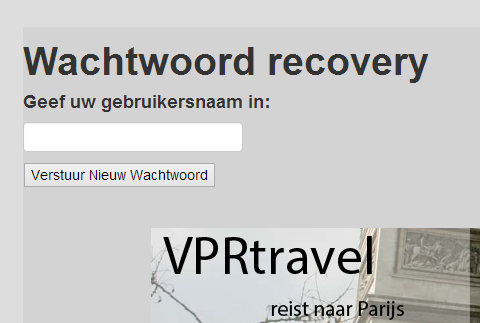 Wachtwoord recovery
Geef uw gebruikersnaam in:
Verstuur Nieuw Wachtwoord
VPRtravel
reist naar Parijs